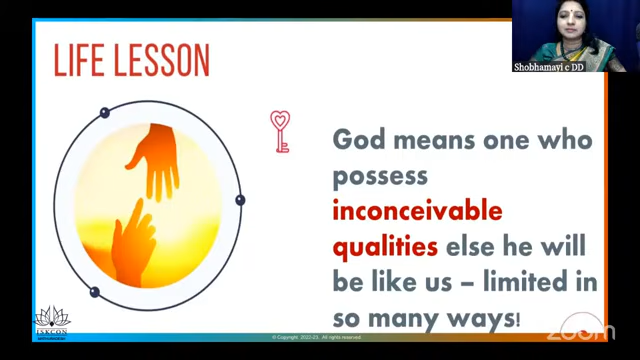 LIFE LESSON
Shobhamayi c DD
God means one who
possess
inconceivable
qualities else he will
be like us – limited in
so many ways!
ISKCON
© Copyright 2022-23. All rights reserved.
zoom